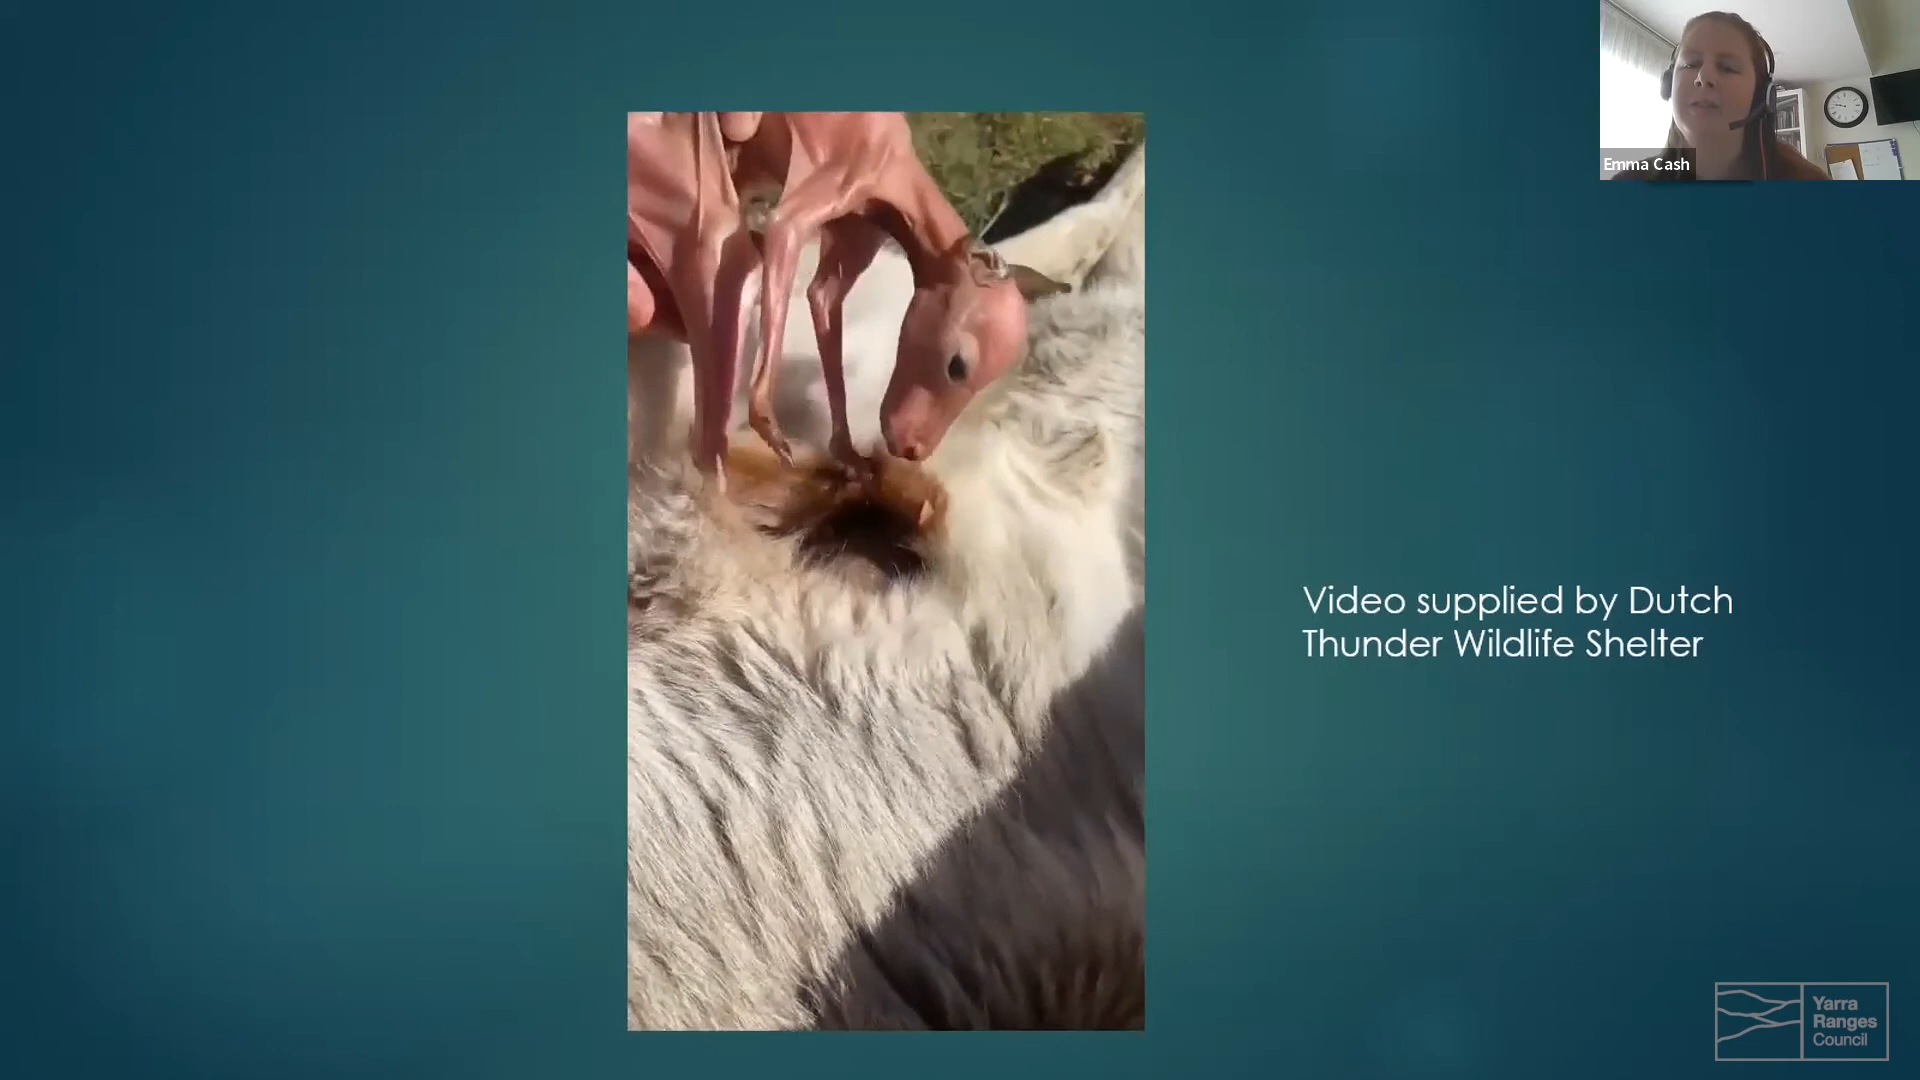 Emma Cash
Video supplied by Dutch
Thunder Wildlife Shelter
Yarra
Ranges
Council